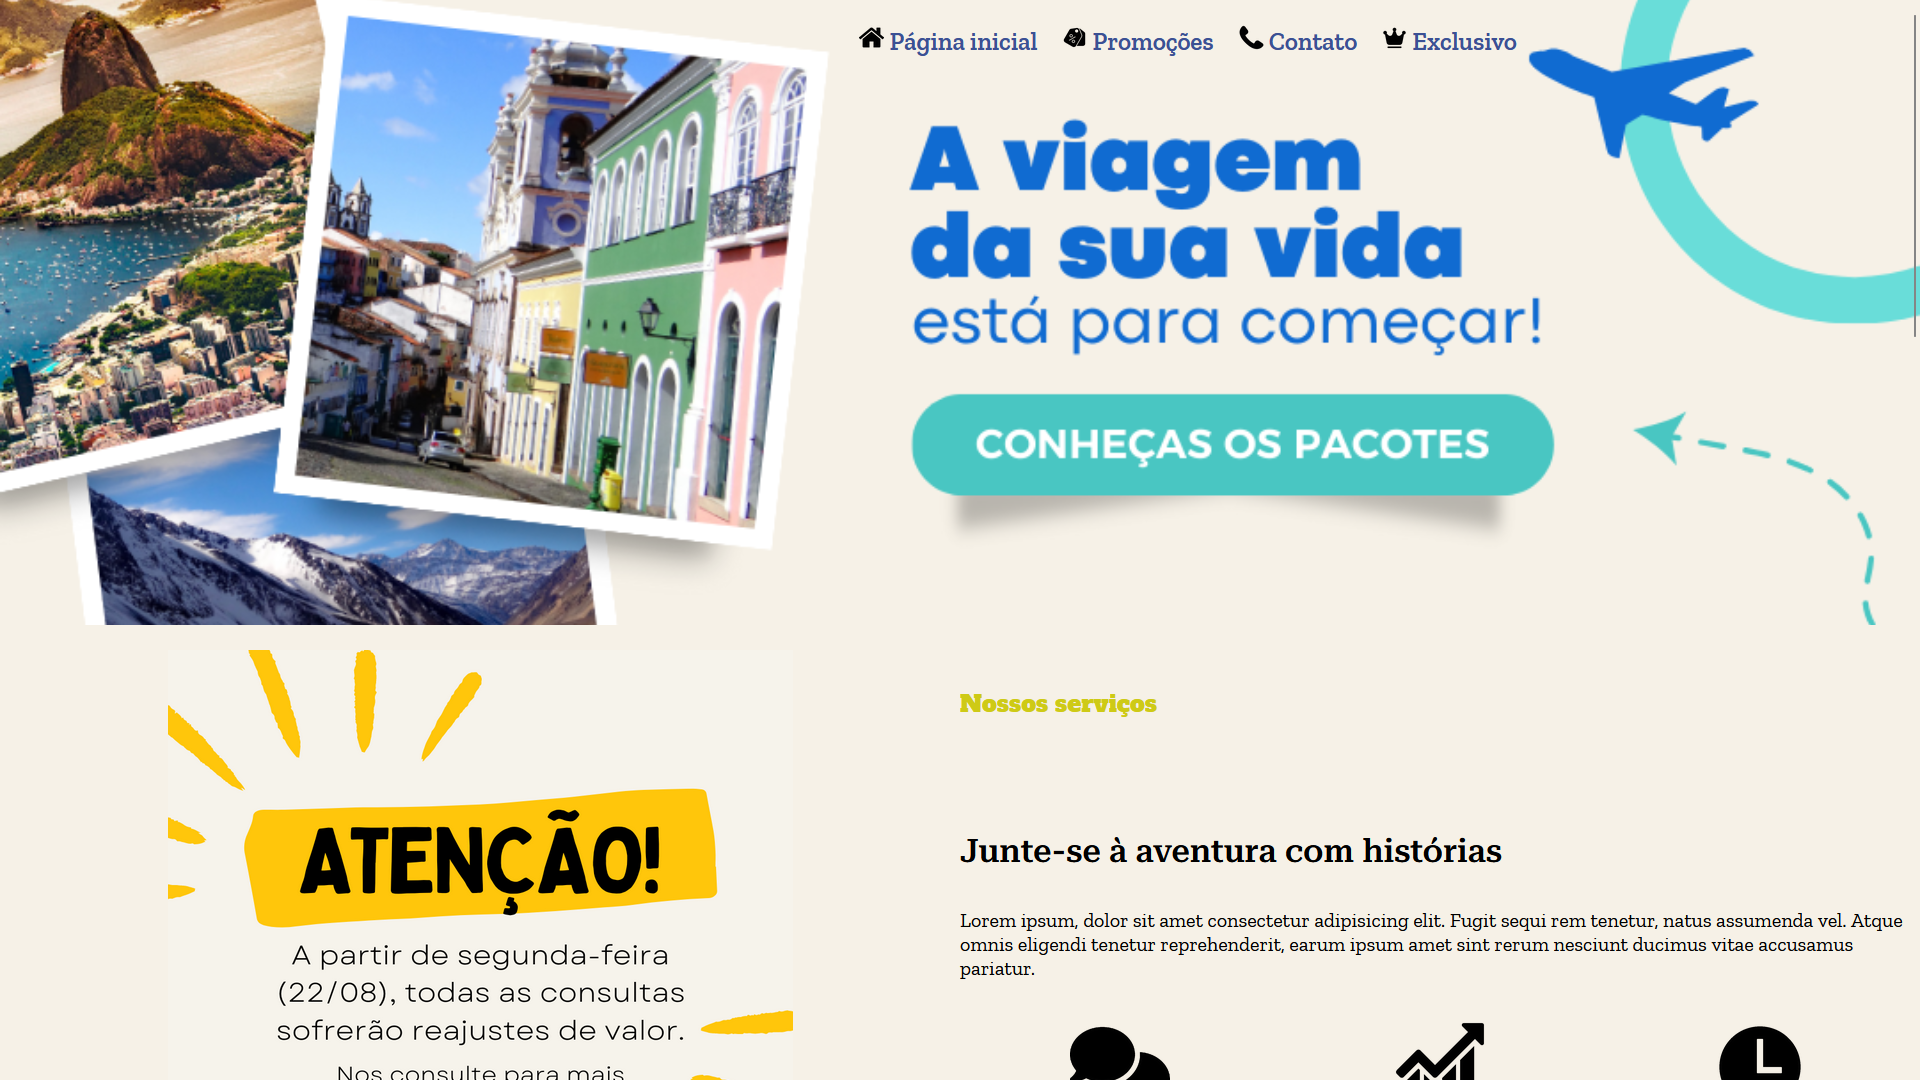 Página inicial Promoções Contato Exclusivo
A viagem
da sua vida
está para começar!
CONHEÇAS OS PACOTES
ATENÇÃO!
A partir de segunda-feira
(22/08), todas as consultas
sofrerão reajustes de valor.
Nos consulte para mais
Nossos serviços
Junte-se à aventura com histórias
Lorem ipsum, dolor sit amet consectetur adipisicing elit. Fugit sequi rem tenetur, natus assumenda vel. Atque
omnis eligendi tenetur reprehenderit, earum ipsum amet sint rerum nesciunt ducimus vitae accusamus
pariatur.